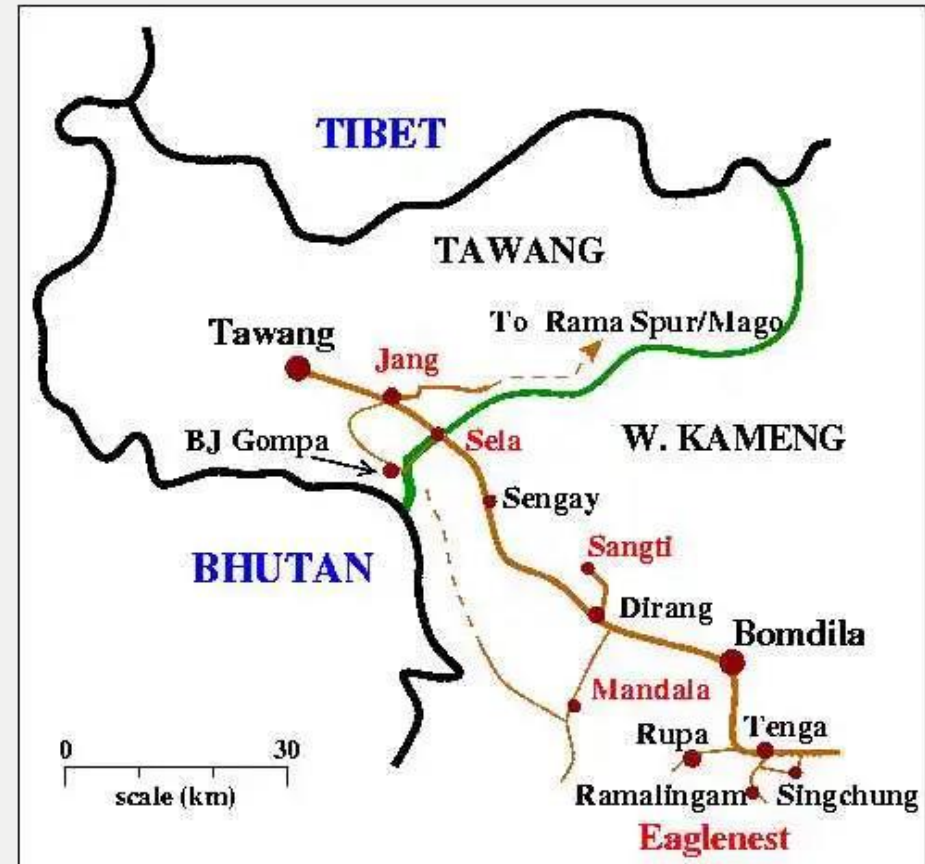 TIBET
TAWANG
To Rama Spur/Mago
Tawang
Jang
BJ Gompa
Sela
W. KAMENG
Sengay
Sangti
BHUTAN
Dirang
Bomdila
Mandala
Rupa
Tenga
0 30
scale (km)
Ramalingam
Singchung
Eaglenest